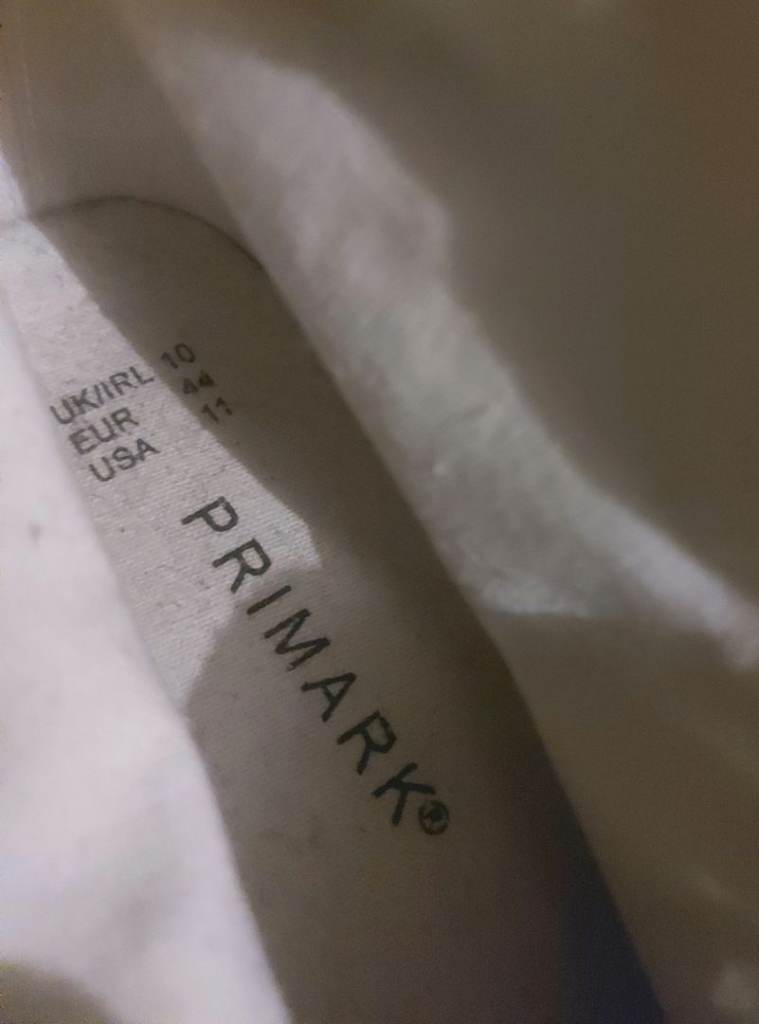 UK/IRL 10
EUR 44
USA 11
PRIMARK®